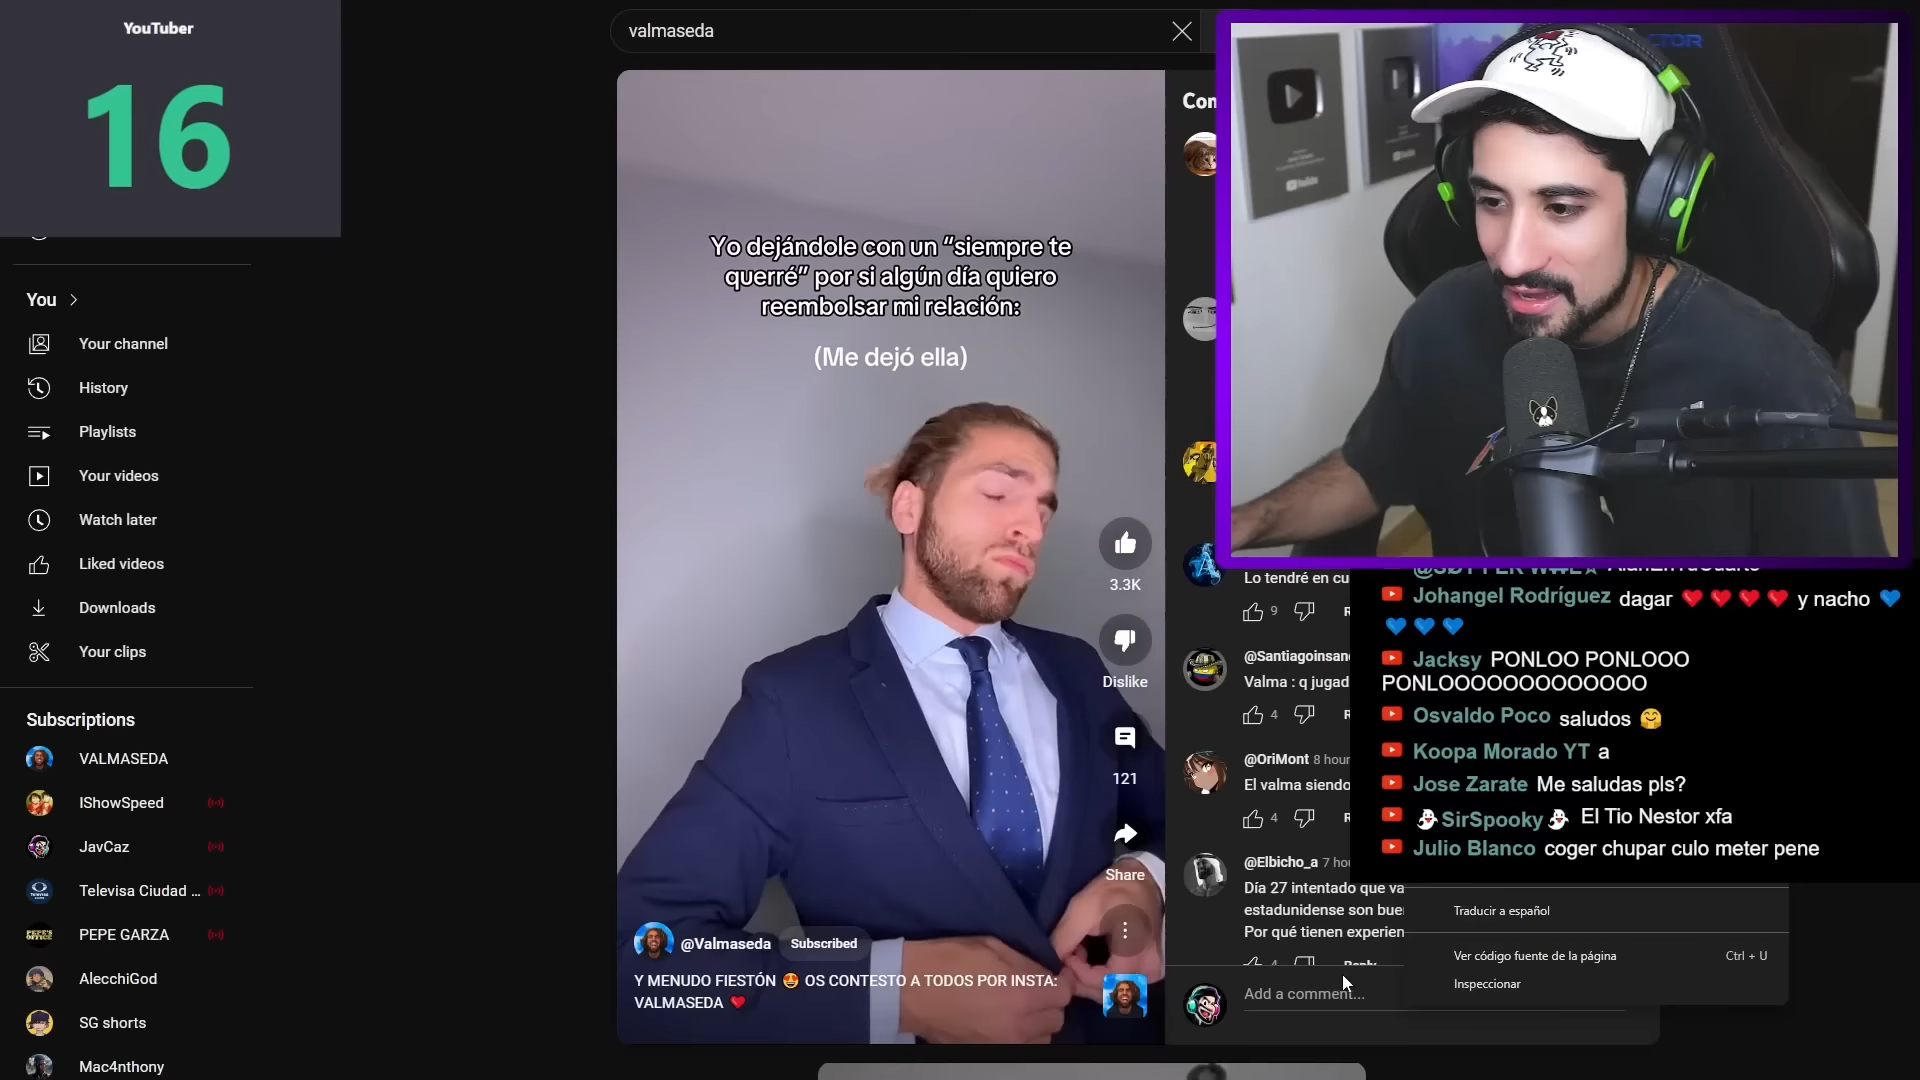 YouTuber
16
valmaseda
You
Your channel
History
Playlists
Your videos
Watch later
Liked videos
Downloads
Your clips
Subscriptions
VALMASEDA
IShowSpeed
JavCaz
Televisa Ciudad ...
PEPE GARZA
AlecchiGod
SG shorts
Mac4nthony
Yo dejándole con un “siempre te
querré” por si algún día quiero
reembolsar mi relación:
(Me dejó ella)
3.3K
Dislike
121
Share
@Valmaseda Subscribed
Y MENUDO FIESTÓN 🤩 OS CONTESTO A TODOS POR INSTA:
VALMASEDA ❤️
Lo tendré en cu
9
Valma : q jugad
4
@OriMont 8 hour
El valma siendo
4
@Elbicho_a 7 ho
Día 27 intentado que va
estadunidense son bue
Por qué tienen experien
Reply
Add a comment...
Johangel Rodríguez dagar ❤️ ❤️ ❤️ ❤️ y nacho 💙
💙 💙 💙
Jacksy PONLOO PONLOOO
PONLOOOOOOOOOOOOO
Osvaldo Poco saludos 🤗
Koopa Morado YT a
Jose Zarate Me saludas pls?
👻SirSpooky👻 El Tio Nestor xfa
Julio Blanco coger chupar culo meter pene
Traducir a español
Ver código fuente de la página Ctrl + U
Inspeccionar
YouTube